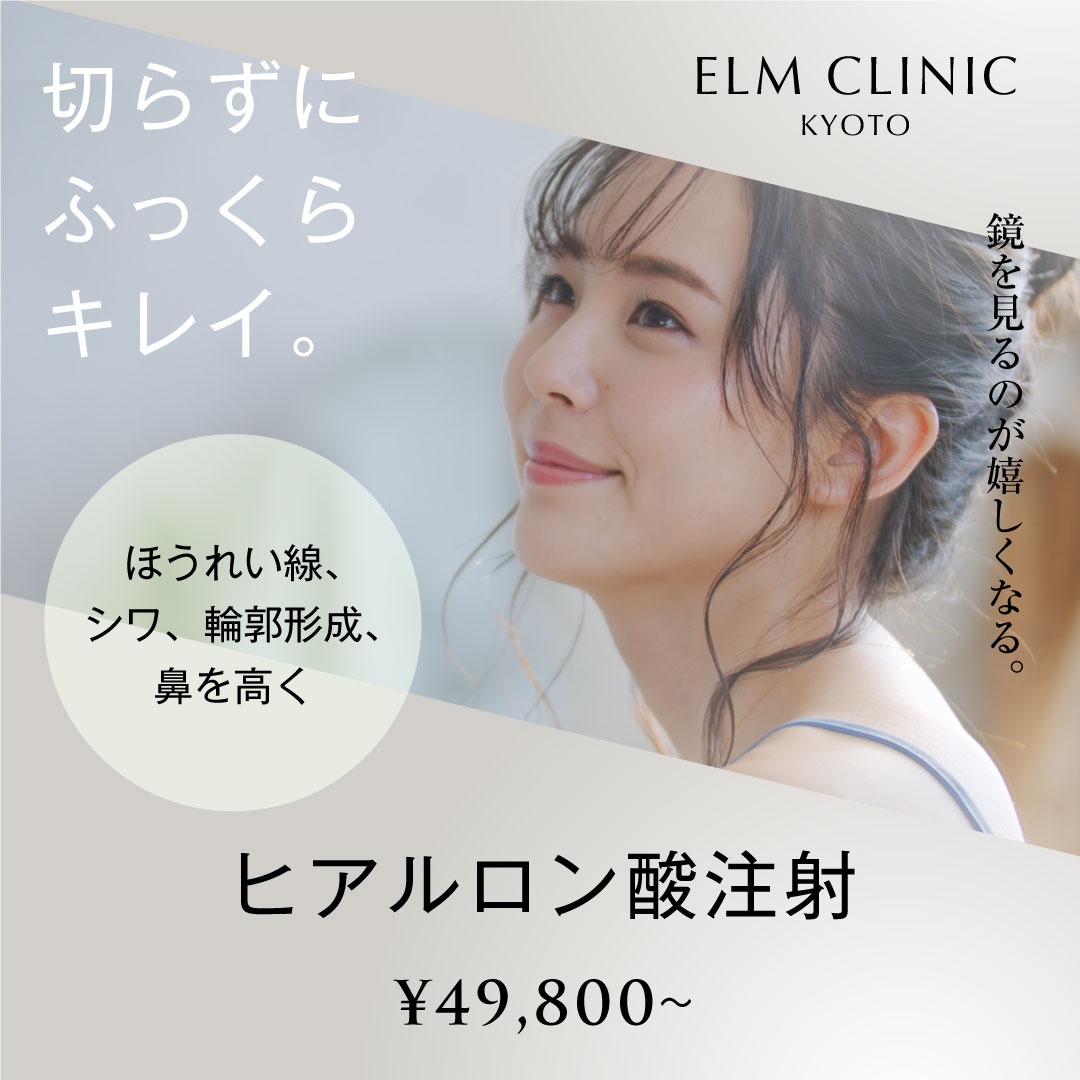 切らずに
ふっくら
キレイ。
ELM CLINIC
KYOTO
鏡を見るのが嬉しくなる。
ほうれい線、
シワ、輪郭形成、
鼻を高く
ヒアルロン酸注射
¥49,800~